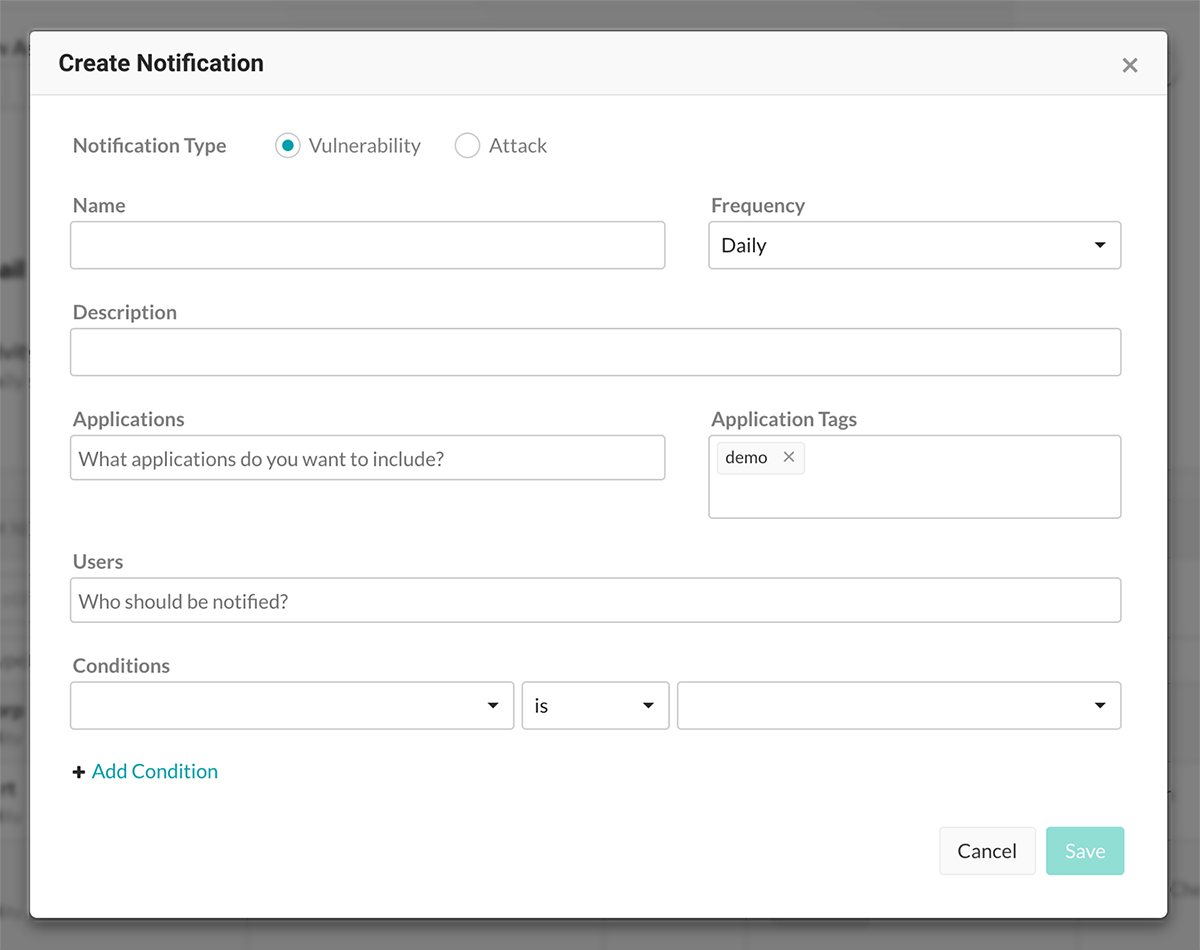 Create Notification
Notification Type Vulnerability Attack
Name Frequency
Daily
Description
Applications Application Tags
What applications do you want to include? demo
Users
Who should be notified?
Conditions
is
Add Condition
Cancel Save